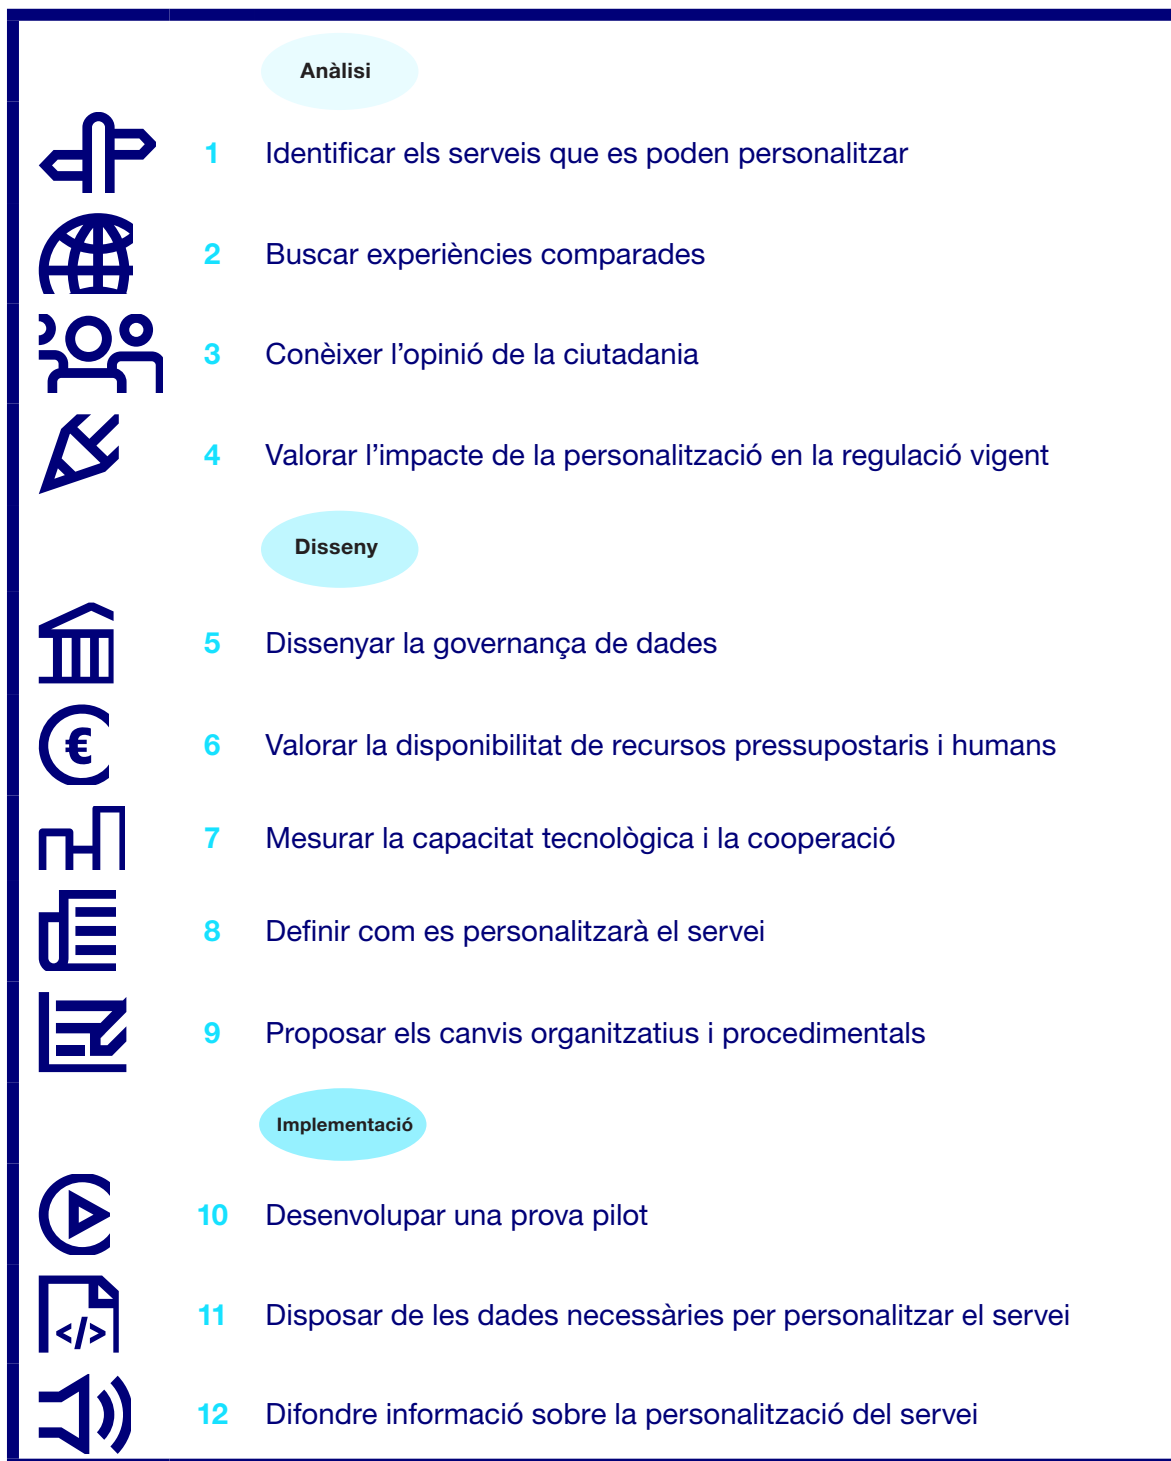 Anàlisi
1 Identificar els serveis que es poden personalitzar
2 Buscar experiències comparades
3 Conèixer l’opinió de la ciutadania
4 Valorar l’impacte de la personalització en la regulació vigent
Disseny
5 Dissenyar la governança de dades
€
6 Valorar la disponibilitat de recursos pressupostaris i humans
7 Mesurar la capacitat tecnològica i la cooperació
8 Definir com es personalitzarà el servei
9 Proposar els canvis organitzatius i procedimentals
Implementació
10 Desenvolupar una prova pilot
</>
11 Disposar de les dades necessàries per personalitzar el servei
12 Difondre informació sobre la personalització del servei